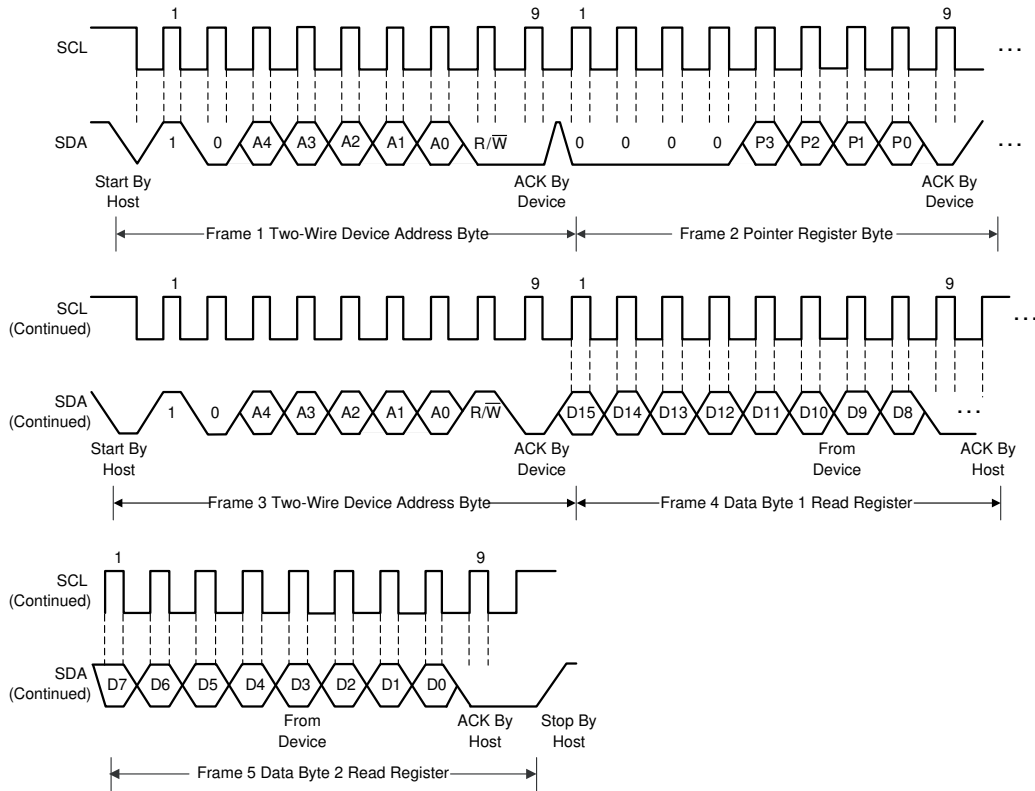 1 9 1 9
SCL ...
SDA 1 0 A4 A3 A2 A1 A0 R/W̅ 0 0 0 0 P3 P2 P1 P0 ...
Start By Host ACK By Device ACK By Device
Frame 1 Two-Wire Device Address Byte Frame 2 Pointer Register Byte
1 9 1 9
SCL (Continued) ...
SDA (Continued) 1 0 A4 A3 A2 A1 A0 R/W̅ D15 D14 D13 D12 D11 D10 D9 D8 ...
Start By Host ACK By Device From Device ACK By Host
Frame 3 Two-Wire Device Address Byte Frame 4 Data Byte 1 Read Register
1 9
SCL (Continued)
SDA (Continued) D7 D6 D5 D4 D3 D2 D1 D0
From Device ACK By Host Stop By Host
Frame 5 Data Byte 2 Read Register